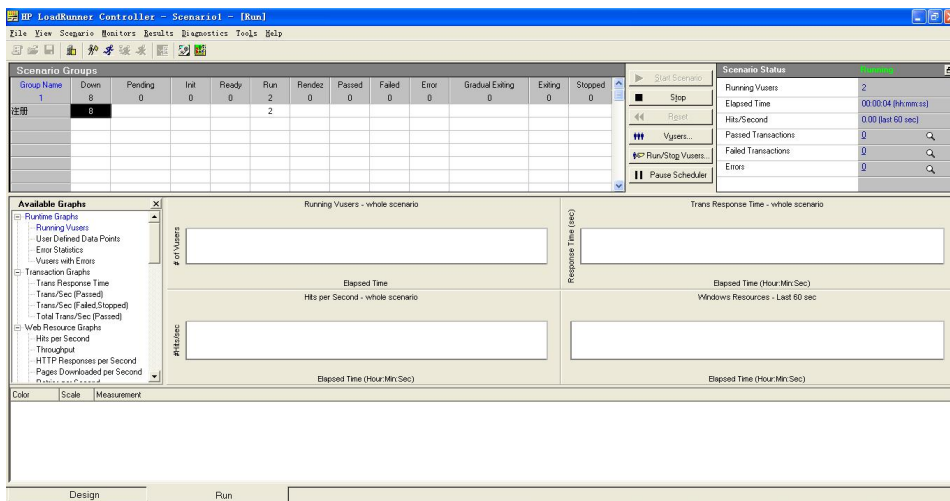 HP LoadRunner Controller - Scenario1 - [Run]
File View Scenario Monitors Results Diagnostics Tools Help
Scenario Groups
Group Name Down Pending Init Ready Run Rendez Passed Failed Error Gradual Exiting Exiting Stopped
1 8 0 0 0 2 0 0 0 0 0 0 0
注册 8 2
Start Scenario
Stop
Reset
Vusers...
Run/Stop Vusers...
Pause Scheduler
Scenario Status Running
Running Vusers 2
Elapsed Time 00:00:04 (hh:mm:ss)
Hits/Second 0.00 (last 60 sec)
Passed Transactions 0
Failed Transactions 0
Errors 0
Available Graphs
Runtime Graphs
Running Vusers
User Defined Data Points
Error Statistics
Vusers with Errors
Transaction Graphs
Trans Response Time
Trans/Sec (Passed)
Trans/Sec (Failed,Stopped)
Total Trans/Sec (Passed)
Web Resource Graphs
Hits per Second
Throughput
HTTP Responses per Second
Pages Downloaded per Second
Running Vusers - whole scenario
# of Vusers
Elapsed Time
Trans Response Time - whole scenario
Response Time (sec)
Elapsed Time (Hour:Min:Sec)
Hits per Second - whole scenario
#Hits/sec
Elapsed Time (Hour:Min:Sec)
Windows Resources - Last 60 sec
Elapsed Time (Hour:Min:Sec)
Color Scale Measurement
Design Run